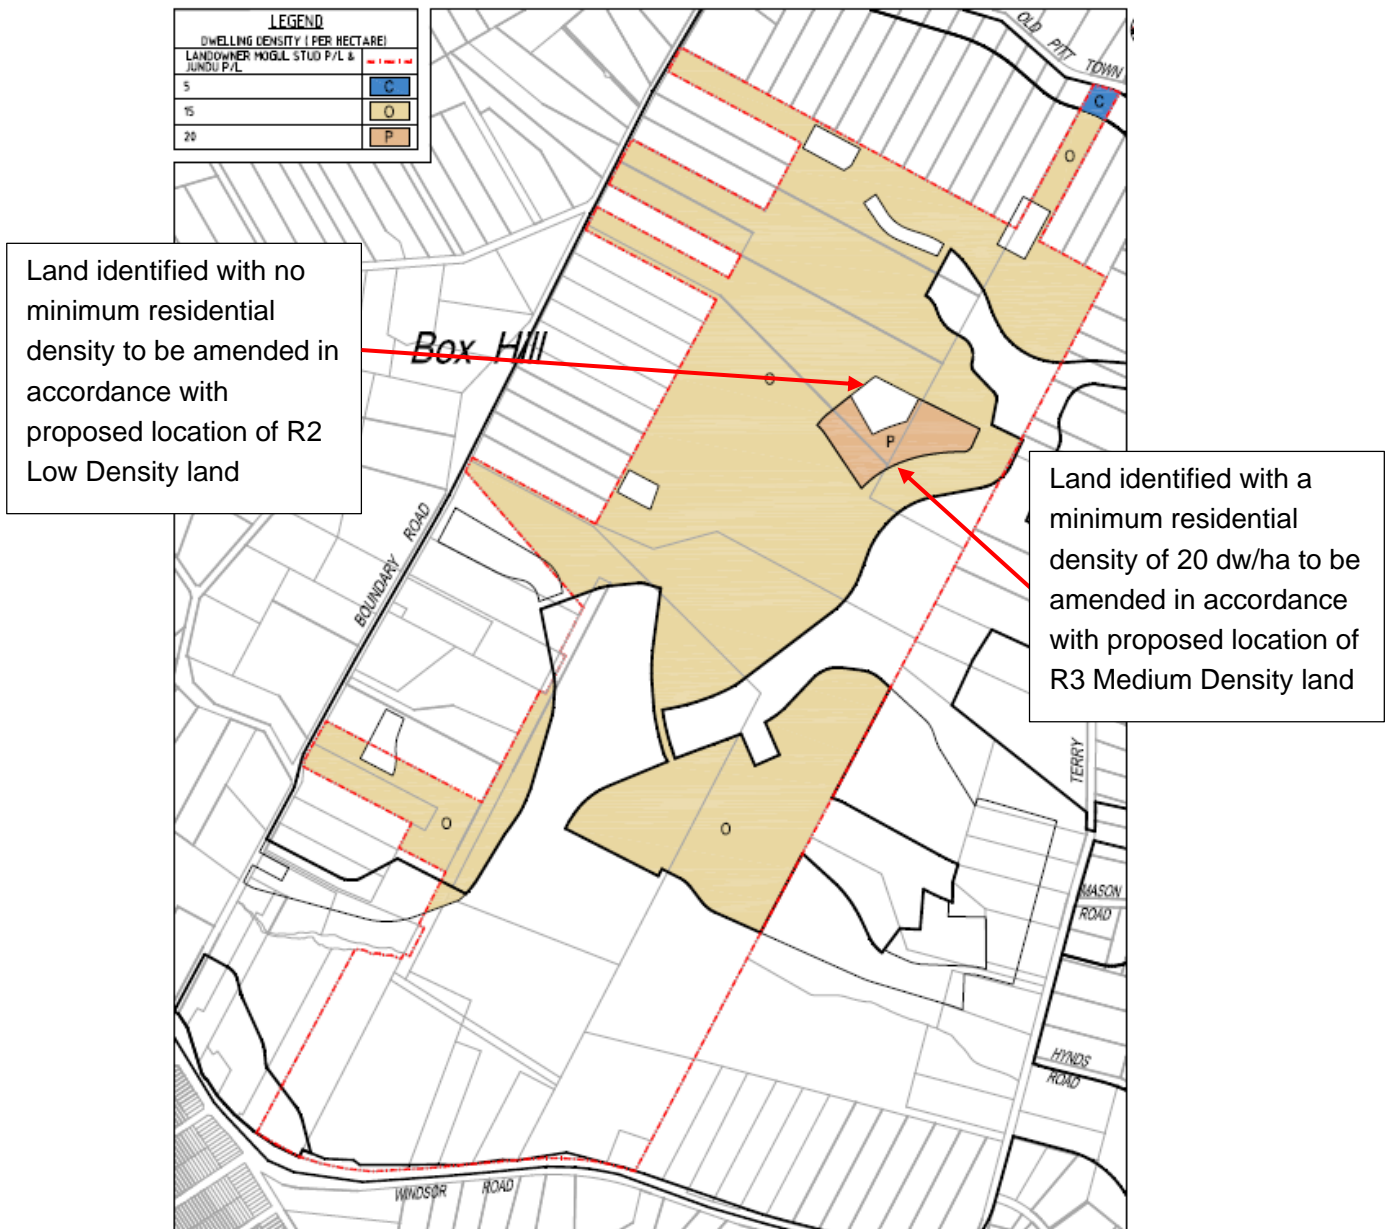 LEGEND
DWELLING DENSITY ( PER HECTARE)
LANDOWNER MOGUL STUD P/L &
JUNDU P/L
5 C
15 O
20 P
OLD PITT TOWN
C
O
Land identified with no
minimum residential
density to be amended in
accordance with
proposed location of R2
Low Density land
Box Hill
O
P
Land identified with a
minimum residential
density of 20 dw/ha to be
amended in accordance
with proposed location of
R3 Medium Density land
BOUNDARY ROAD
TERRY
O
O
MASON
ROAD
HYNDS
ROAD
WINDSOR ROAD